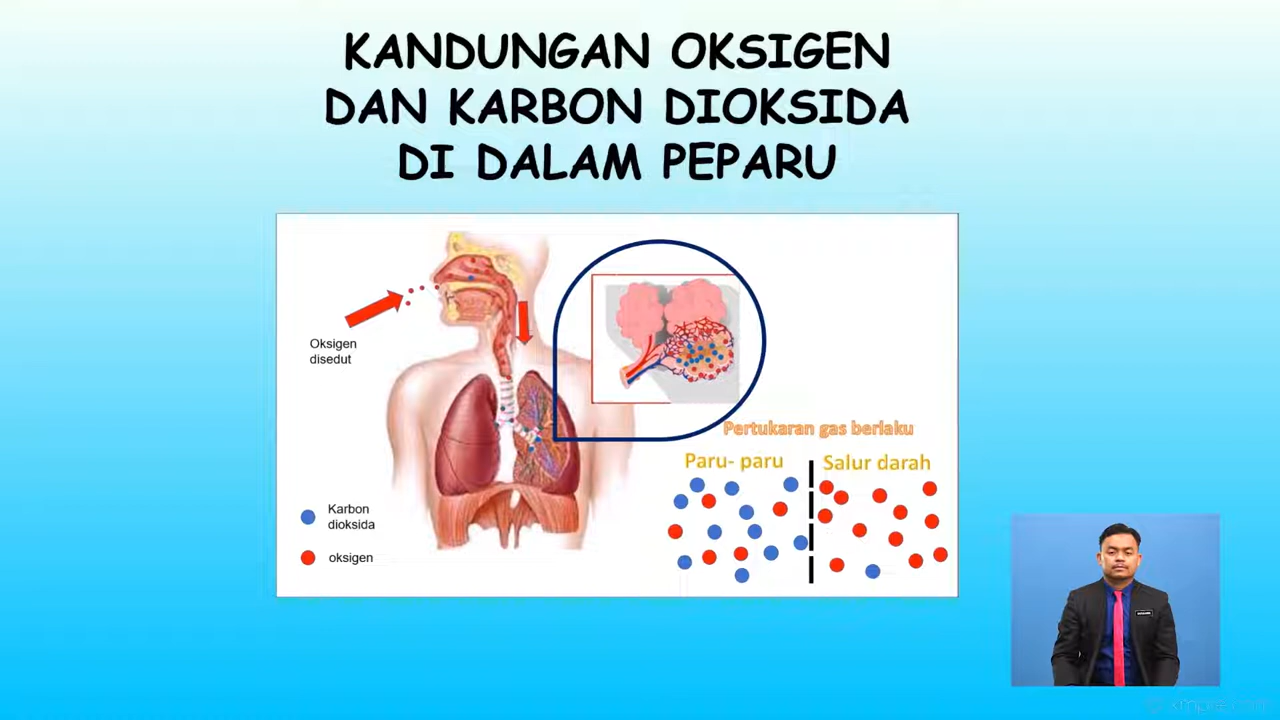 KANDUNGAN OKSIGEN
DAN KARBON DIOKSIDA
DI DALAM PEPARU
Oksigen
disedut
Pertukaran gas berlaku
Paru- paru
Salur darah
Karbon
dioksida
oksigen